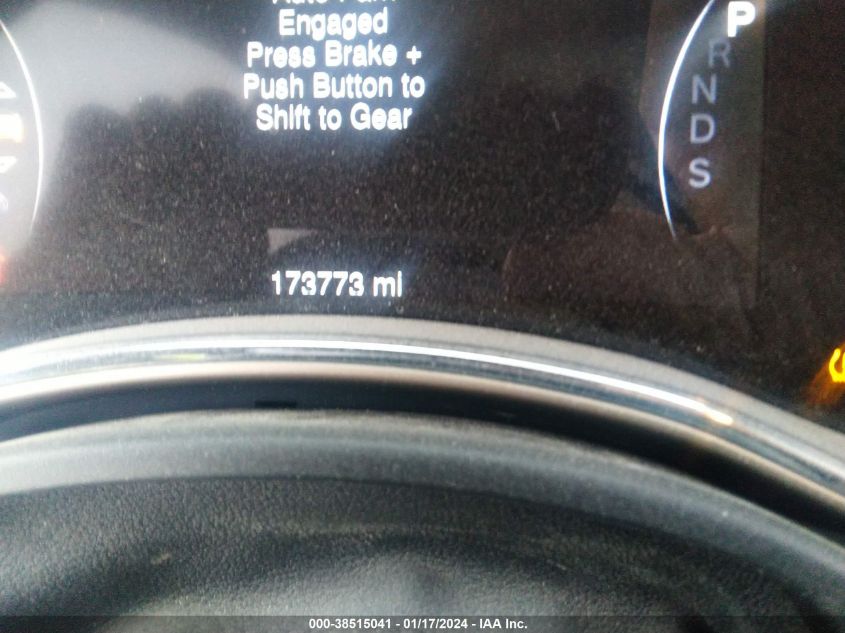 Engaged
Press Brake +
Push Button to
Shift to Gear
P
R
N
D
S
173773 mi
000-38515041 - 01/17/2024 - IAA Inc.